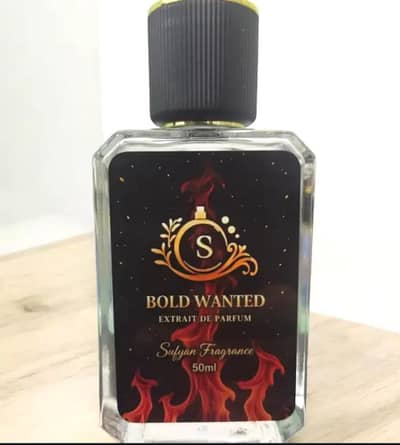 S
BOLD WANTED
EXTRAIT DE PARFUM
Sufyan Fragrance
50ml